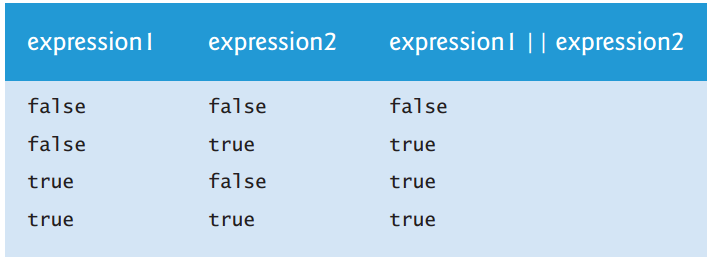 expression1 expression2 expression1 || expression2
false false false
false true true
true false true
true true true